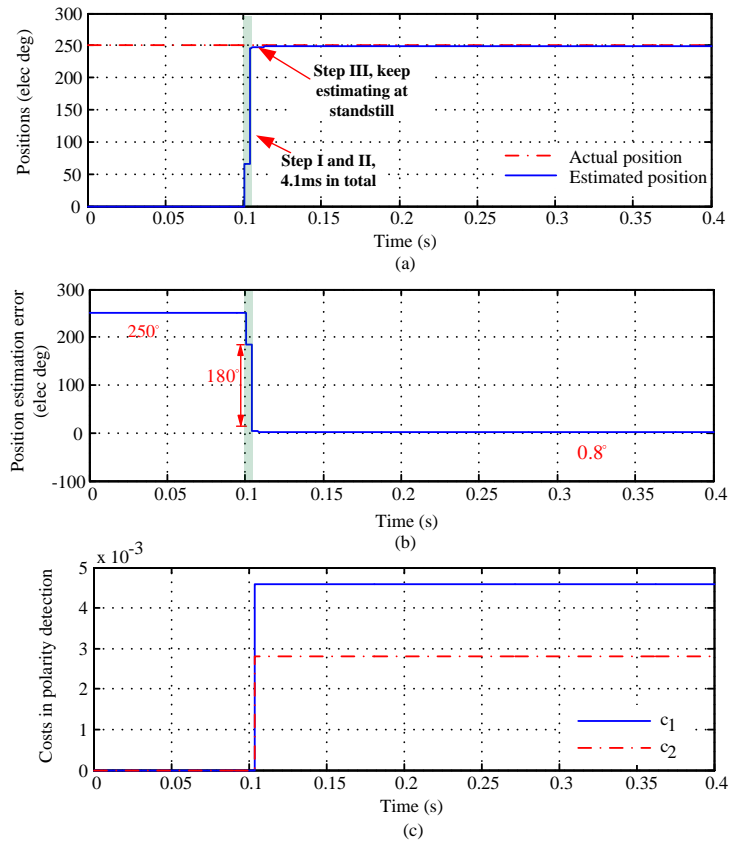 300
250
200
150
100
50
0
Positions (elec deg)
Step III, keep
estimating at
standstill
Step I and II,
4.1ms in total
Actual position
Estimated position
0
0.05
0.1
0.15
0.2
0.25
0.3
0.35
0.4
Time (s)
(a)
300
200
100
0
-100
Position estimation error
(elec deg)
250°
180°
0.8°
0
0.05
0.1
0.15
0.2
0.25
0.3
0.35
0.4
Time (s)
(b)
x 10-3
5
4
3
2
1
0
Costs in polarity detection
c1
c2
0
0.05
0.1
0.15
0.2
0.25
0.3
0.35
0.4
Time (s)
(c)